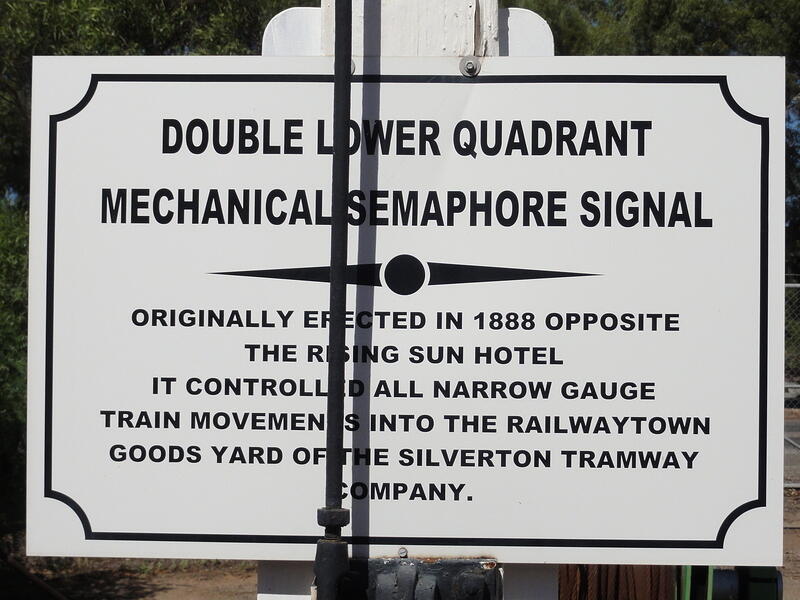 DOUBLE LOWER QUADRANT
MECHANICAL SEMAPHORE SIGNAL
ORIGINALLY ERECTED IN 1888 OPPOSITE
THE RISING SUN HOTEL
IT CONTROLLED ALL NARROW GAUGE
TRAIN MOVEMENTS INTO THE RAILWAYTOWN
GOODS YARD OF THE SILVERTON TRAMWAY
COMPANY.